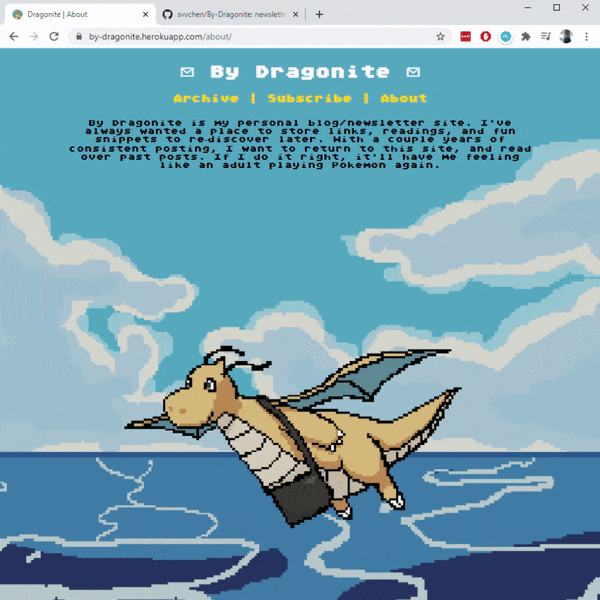 Dragonite | About
svvchen/By-Dragonite: newslette
by-dragonite.herokuapp.com/about/
By Dragonite
Archive | Subscribe | About
By Dragonite is my personal blog/newsletter site. I've
always wanted a place to store links, readings, and fun
snippets to rediscover later. With a couple years of
consistent posting, I want to return to this site, and read
over past posts. If I do it right, it'll have me feeling
like an adult playing Pokemon again.